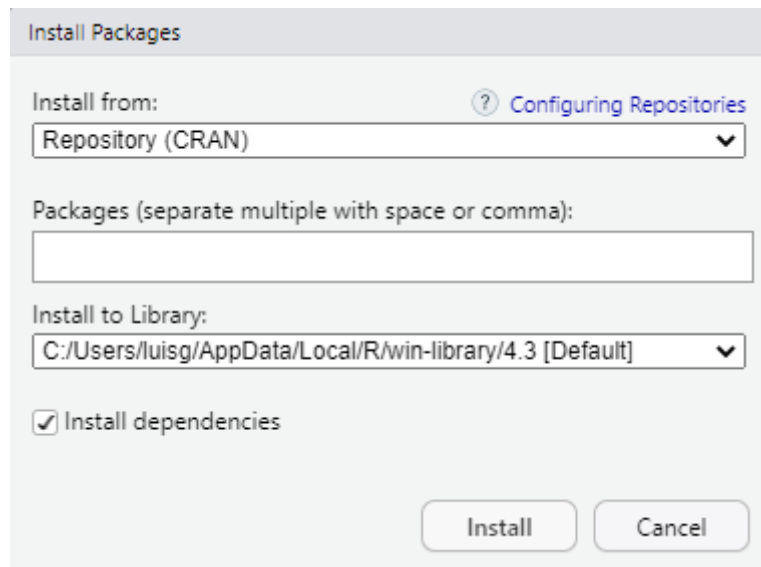 Install Packages
Install from:
? Configuring Repositories
Repository (CRAN)
Packages (separate multiple with space or comma):
Install to Library:
C:/Users/luisg/AppData/Local/R/win-library/4.3 [Default]
Install dependencies
Install
Cancel